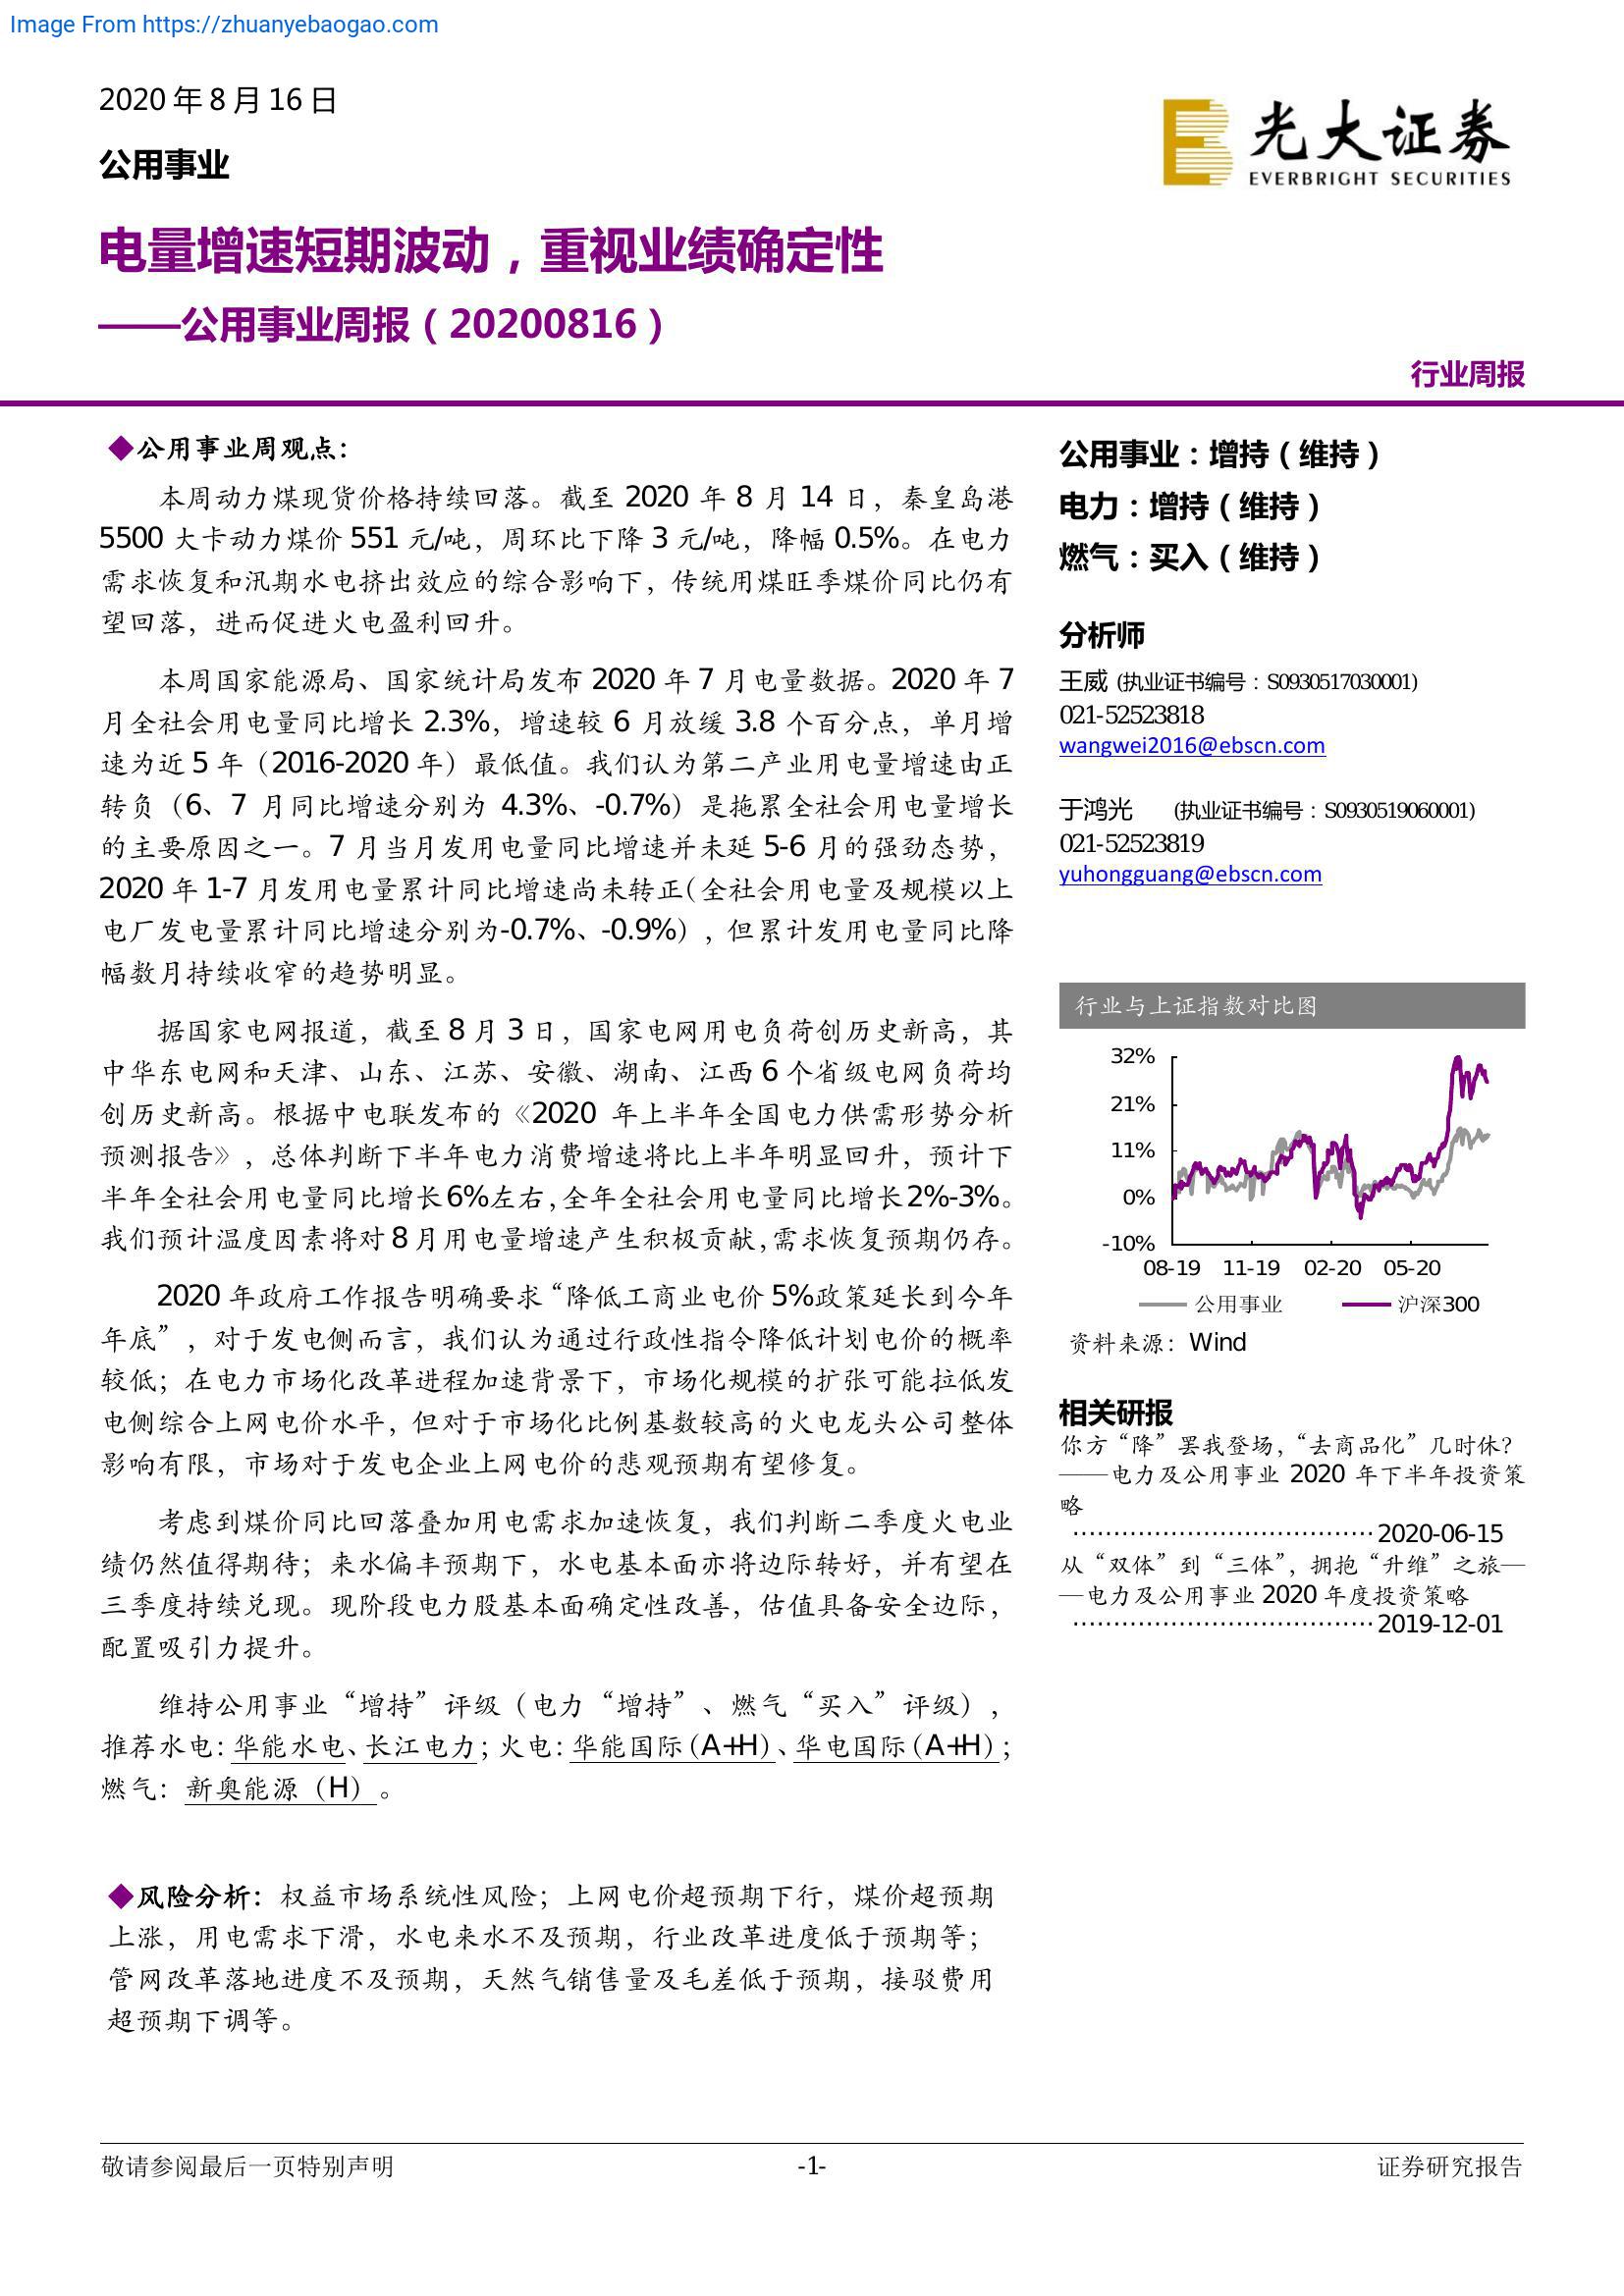 Image From https://zhuanyebaogao.com
2020 年 8 月 16 日
公用事业
光大证券
EVERBRIGHT SECURITIES
电量增速短期波动，重视业绩确定性
——公用事业周报（20200816）
行业周报
◆公用事业周观点：
本周动力煤现货价格持续回落。截至 2020 年 8 月 14 日，秦皇岛港
5500 大卡动力煤价 551 元/吨，周环比下降 3 元/吨，降幅 0.5%。在电力
需求恢复和汛期水电挤出效应的综合影响下，传统用煤旺季煤价同比仍有
望回落，进而促进火电盈利回升。
本周国家能源局、国家统计局发布 2020 年 7 月电量数据。2020 年 7
月全社会用电量同比增长 2.3%，增速较 6 月放缓 3.8 个百分点，单月增
速为近 5 年（2016-2020 年）最低值。我们认为第二产业用电量增速由正
转负（6、7 月同比增速分别为 4.3%、-0.7%）是拖累全社会用电量增长
的主要原因之一。7 月当月发用电量同比增速并未延 5-6 月的强劲态势，
2020 年 1-7 月发用电量累计同比增速尚未转正（全社会用电量及规模以上
电厂发电量累计同比增速分别为-0.7%、-0.9%），但累计发用电量同比降
幅数月持续收窄的趋势明显。
据国家电网报道，截至 8 月 3 日，国家电网用电负荷创历史新高，其
中华东电网和天津、山东、江苏、安徽、湖南、江西 6 个省级电网负荷均
创历史新高。根据中电联发布的《2020 年上半年全国电力供需形势分析
预测报告》，总体判断下半年电力消费增速将比上半年明显回升，预计下
半年全社会用电量同比增长 6%左右，全年全社会用电量同比增长 2%-3%。
我们预计温度因素将对 8 月用电量增速产生积极贡献，需求恢复预期仍存。
2020 年政府工作报告明确要求“降低工商业电价 5%政策延长到今年
年底”，对于发电侧而言，我们认为通过行政性指令降低计划电价的概率
较低；在电力市场化改革进程加速背景下，市场化规模的扩张可能拉低发
电侧综合上网电价水平，但对于市场化比例基数较高的火电龙头公司整体
影响有限，市场对于发电企业上网电价的悲观预期有望修复。
考虑到煤价同比回落叠加用电需求加速恢复，我们判断二季度火电业
绩仍然值得期待；来水偏丰预期下，水电基本面亦将边际转好，并有望在
三季度持续兑现。现阶段电力股基本面确定性改善，估值具备安全边际，
配置吸引力提升。
维持公用事业“增持”评级（电力“增持”、燃气“买入”评级），
推荐水电：华能水电、长江电力；火电：华能国际（A+H）、华电国际（A+H）；
燃气：新奥能源（H）。
◆风险分析：权益市场系统性风险；上网电价超预期下行，煤价超预期
上涨，用电需求下滑，水电来水不及预期，行业改革进度低于预期等；
管网改革落地进度不及预期，天然气销售量及毛差低于预期，接驳费用
超预期下调等。
公用事业：增持（维持）
电力：增持（维持）
燃气：买入（维持）
分析师
王威 (执业证书编号：S0930517030001)
021-52523818
wangwei2016@ebscn.com
于鸿光 (执业证书编号：S0930519060001)
021-52523819
yuhongguang@ebscn.com
行业与上证指数对比图
32%
21%
11%
0%
-10%
08-19 11-19 02-20 05-20
公用事业 沪深300
资料来源：Wind
相关研报
你方“降”罢我登场，“去商品化”几时休？
——电力及公用事业 2020 年下半年投资策
略
·····································2020-06-15
从“双体”到“三体”，拥抱“升维”之旅—
—电力及公用事业 2020 年度投资策略
·····································2019-12-01
敬请参阅最后一页特别声明 -1- 证券研究报告